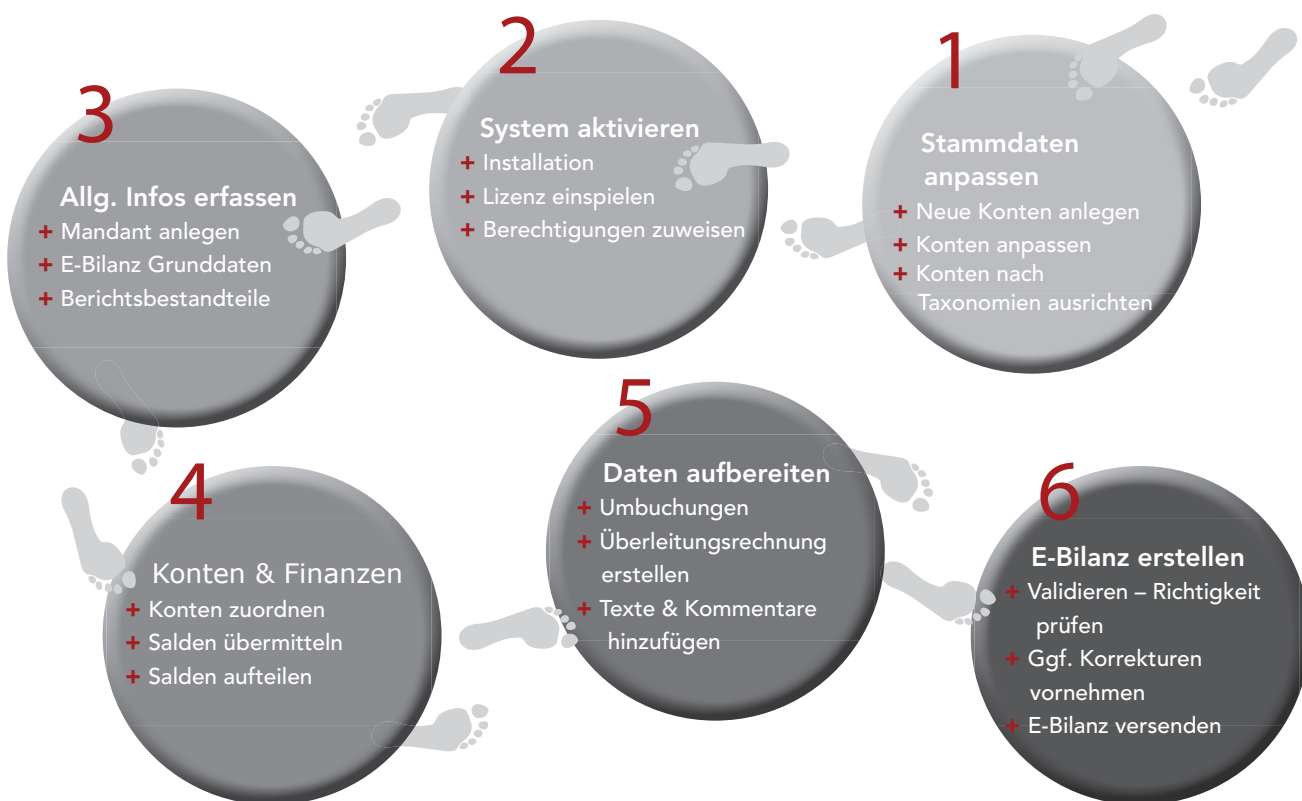 1
Stammdaten
anpassen
+ Neue Konten anlegen
+ Konten anpassen
+ Konten nach
Taxonomien ausrichten
2
System aktivieren
+ Installation
+ Lizenz einspielen
+ Berechtigungen zuweisen
3
Allg. Infos erfassen
+ Mandant anlegen
+ E-Bilanz Grunddaten
+ Berichtsbestandteile
4
Konten & Finanzen
+ Konten zuordnen
+ Salden übermitteln
+ Salden aufteilen
5
Daten aufbereiten
+ Umbuchungen
+ Überleitungsrechnung
erstellen
+ Texte & Kommentare
hinzufügen
6
E-Bilanz erstellen
+ Validieren – Richtigkeit
prüfen
+ Ggf. Korrekturen
vornehmen
+ E-Bilanz versenden